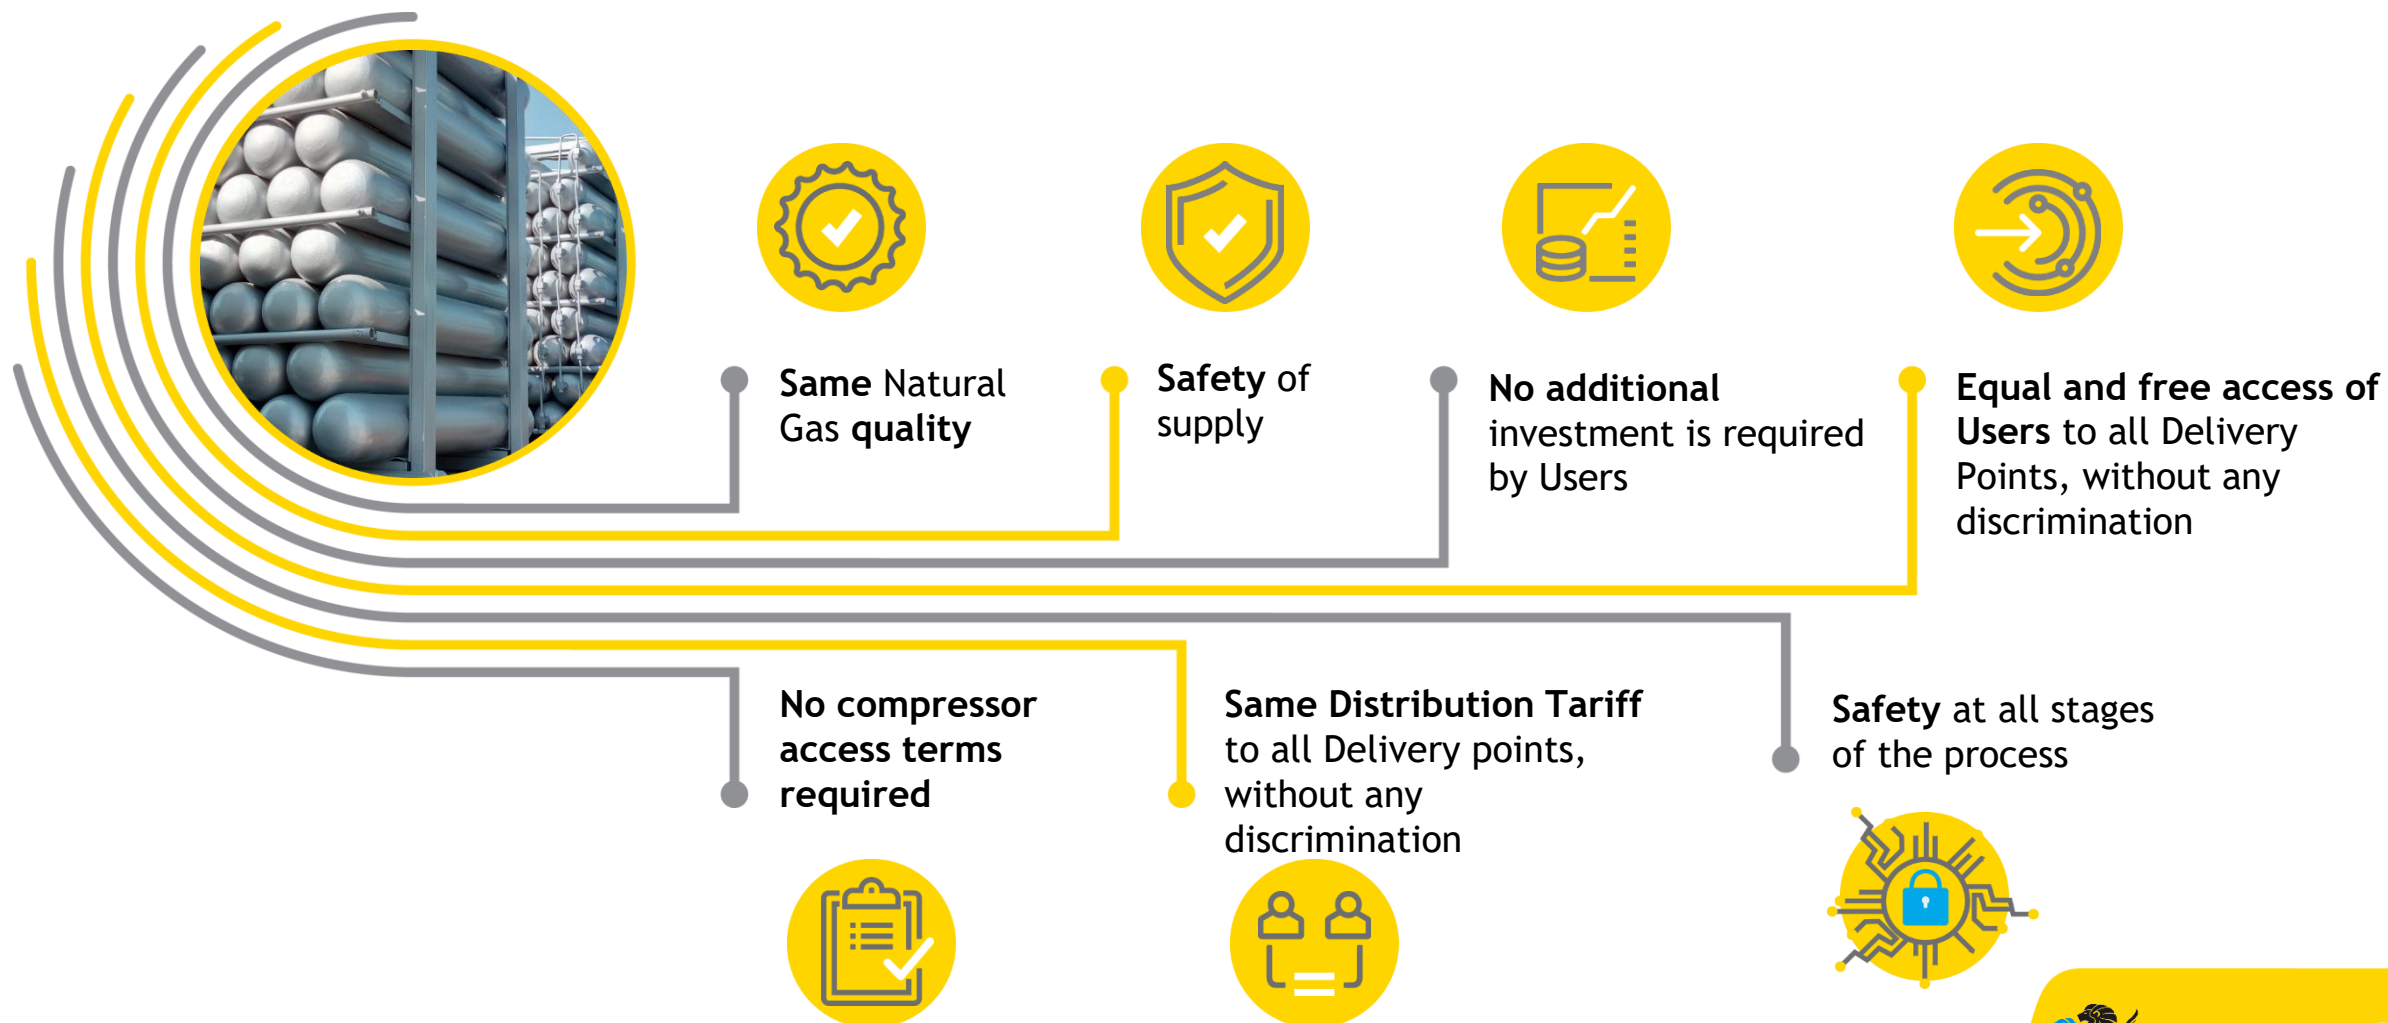 Same Natural
Gas quality
Safety of
supply
No additional
investment is required
by Users
Equal and free access of
Users to all Delivery
Points, without any
discrimination
No compressor
access terms
required
Same Distribution Tariff
to all Delivery points,
without any
discrimination
Safety at all stages
of the process